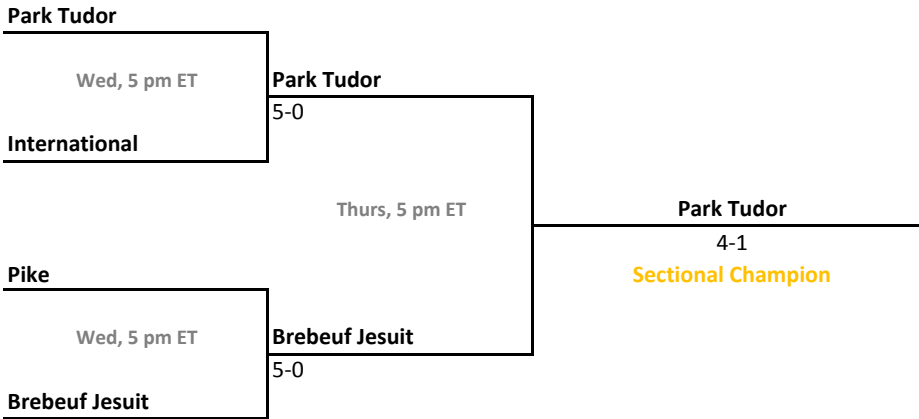 Park Tudor
Wed, 5 pm ET
Park Tudor
5-0
International
Thurs, 5 pm ET
Park Tudor
4-1
Sectional Champion
Pike
Wed, 5 pm ET
Brebeuf Jesuit
5-0
Brebeuf Jesuit